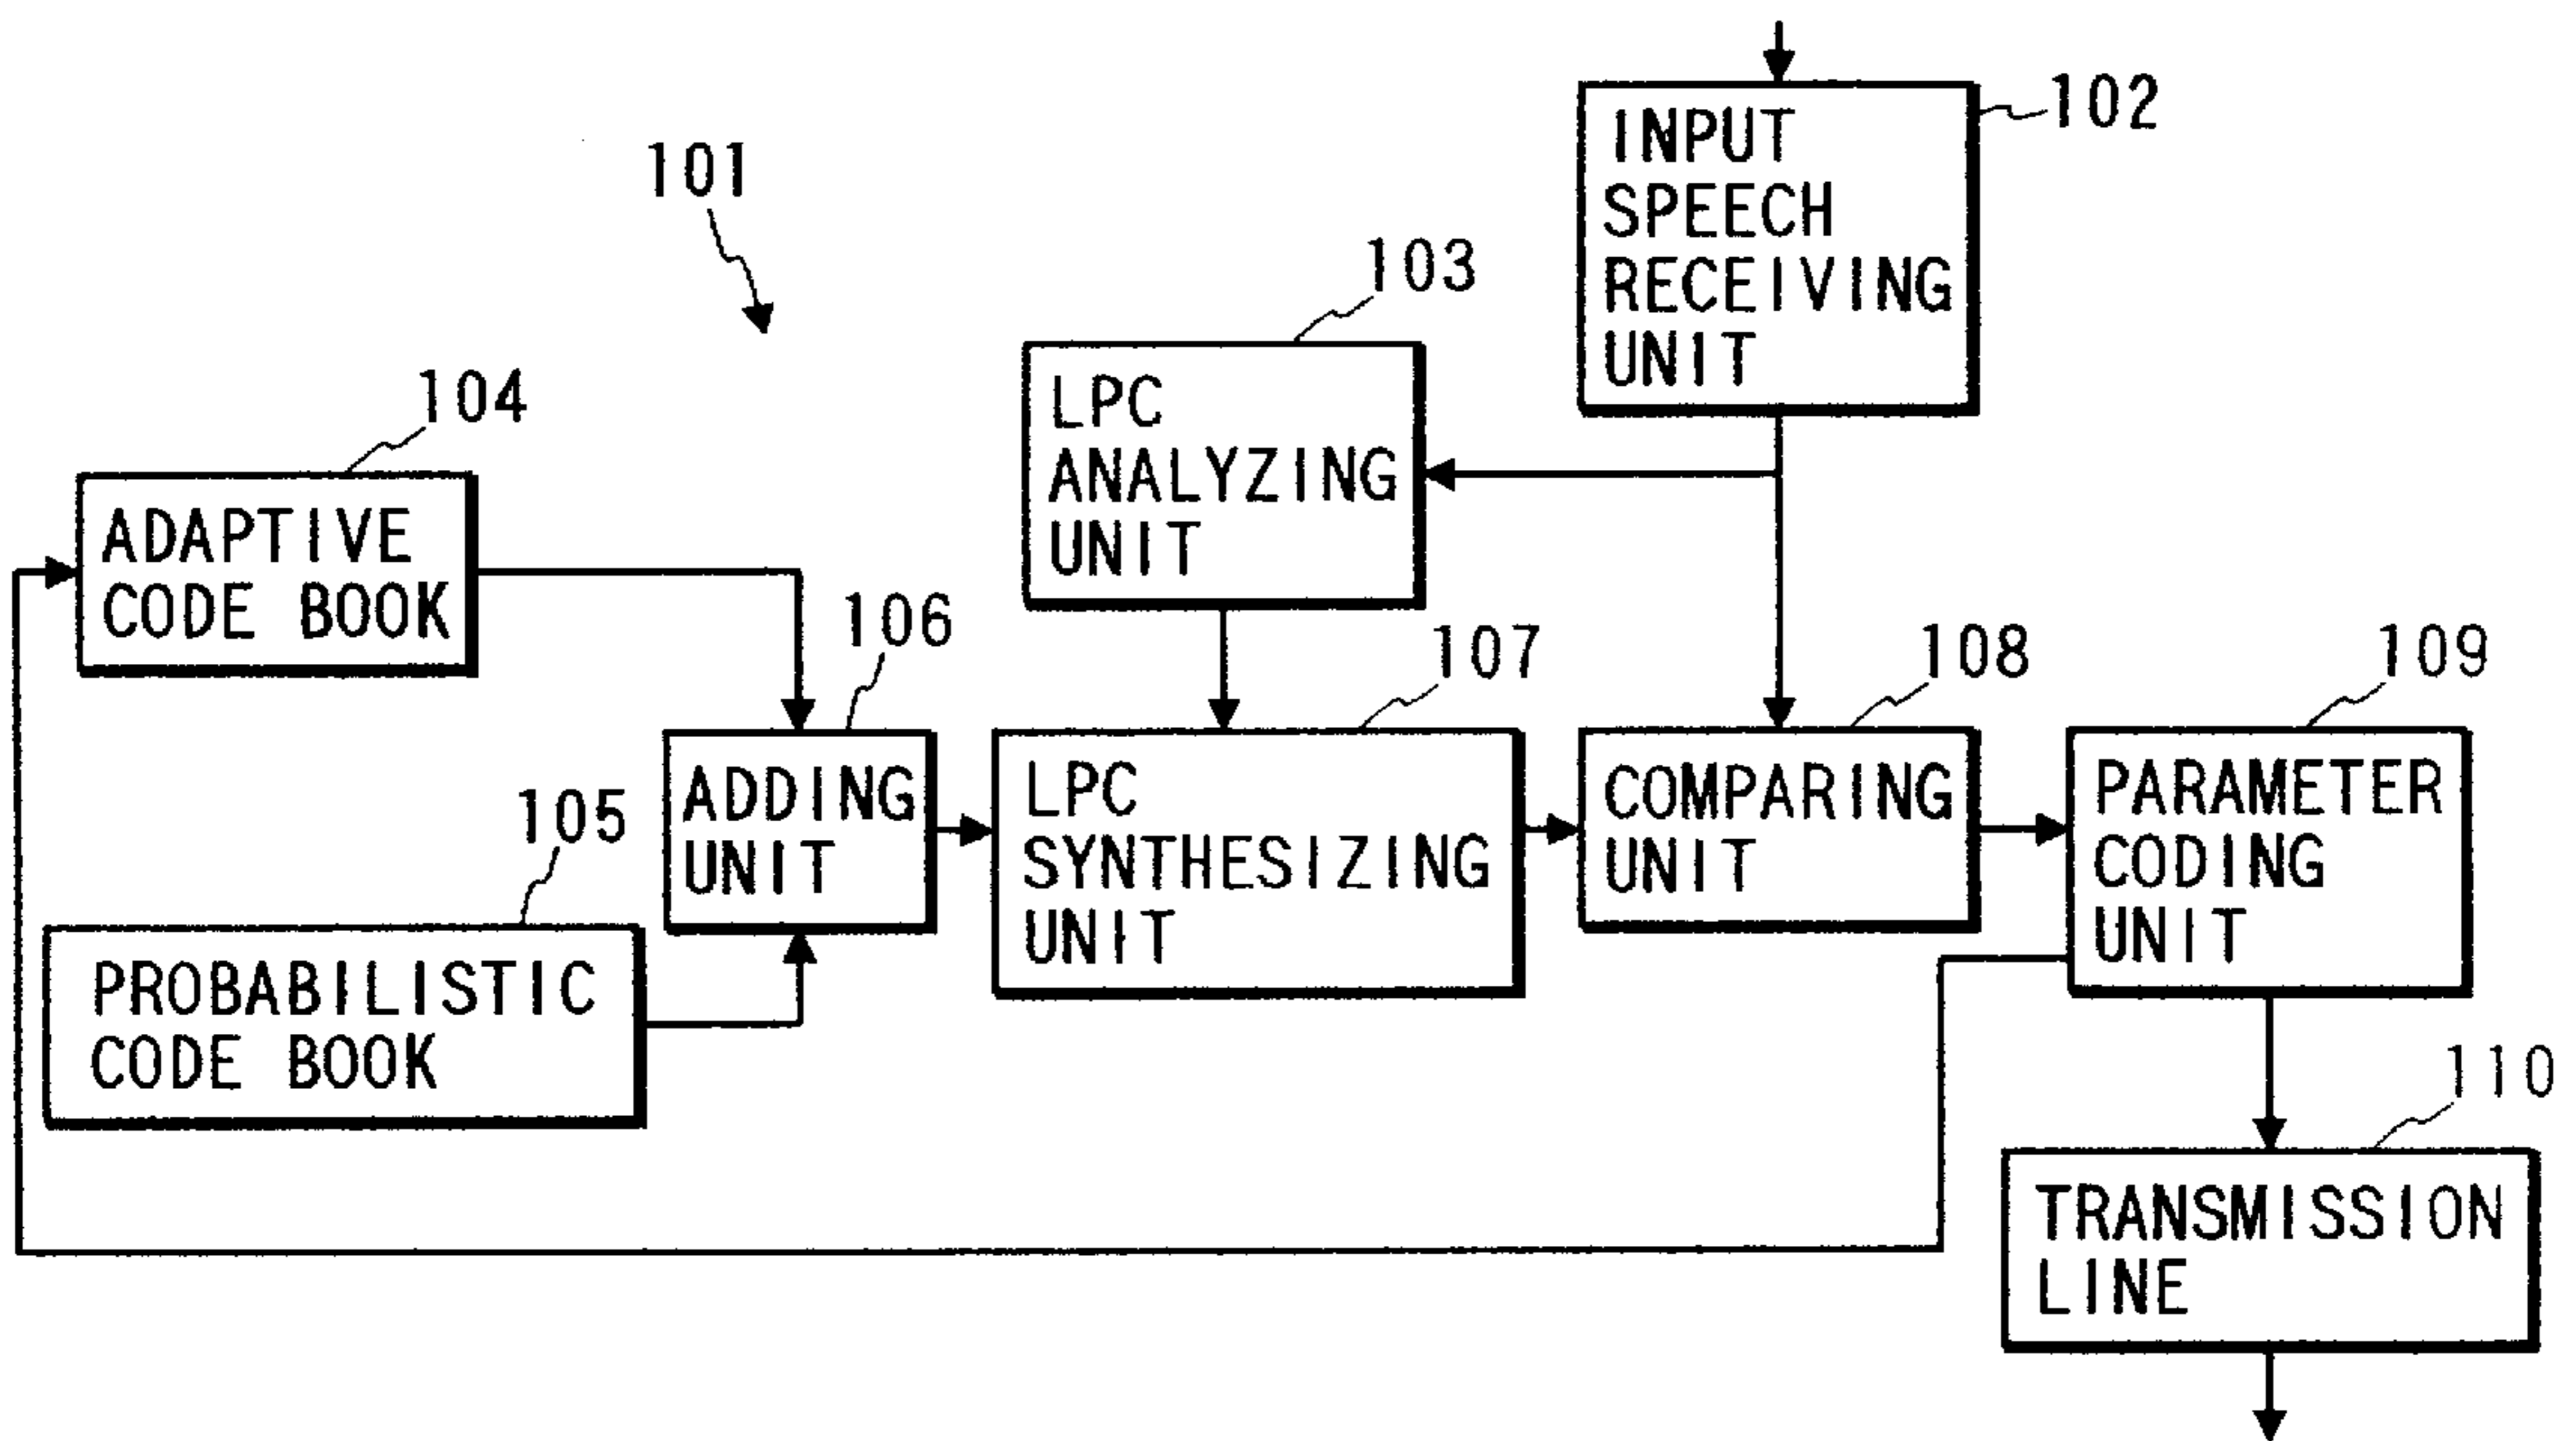 101
102
INPUT
SPEECH
RECEIVING
UNIT
103
LPC
ANALYZING
UNIT
104
ADAPTIVE
CODE BOOK
105
PROBABILISTIC
CODE BOOK
106
ADDING
UNIT
107
LPC
SYNTHESIZING
UNIT
108
COMPARING
UNIT
109
PARAMETER
CODING
UNIT
110
TRANSMISSION
LINE